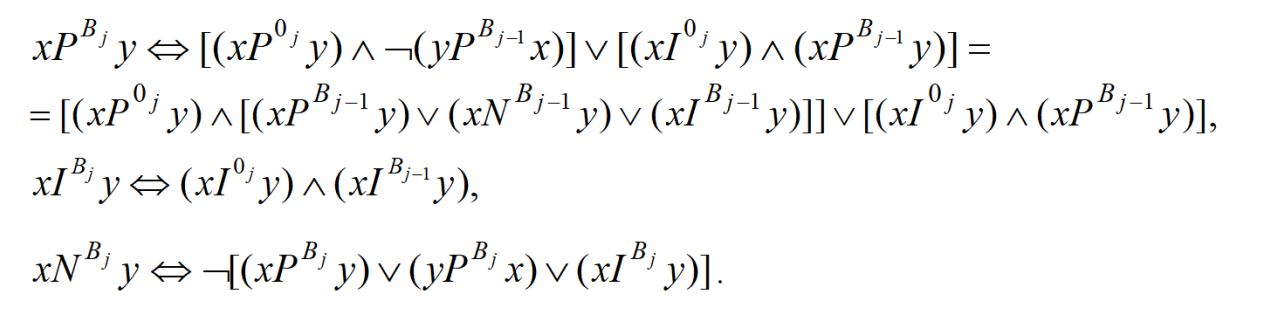 xP^{B_j} y ⇔ [(xP^{0_j} y) ∧ ¬(yP^{B_{j-1}} x)] ∨ [(xI^{0_j} y) ∧ (xP^{B_{j-1}} y)] =
= [(xP^{0_j} y) ∧ [(xP^{B_{j-1}} y) ∨ (xN^{B_{j-1}} y) ∨ (xI^{B_{j-1}} y)]] ∨ [(xI^{0_j} y) ∧ (xP^{B_{j-1}} y)],
xI^{B_j} y ⇔ (xI^{0_j} y) ∧ (xI^{B_{j-1}} y),
xN^{B_j} y ⇔ ¬[(xP^{B_j} y) ∨ (yP^{B_j} x) ∨ (xI^{B_j} y)].